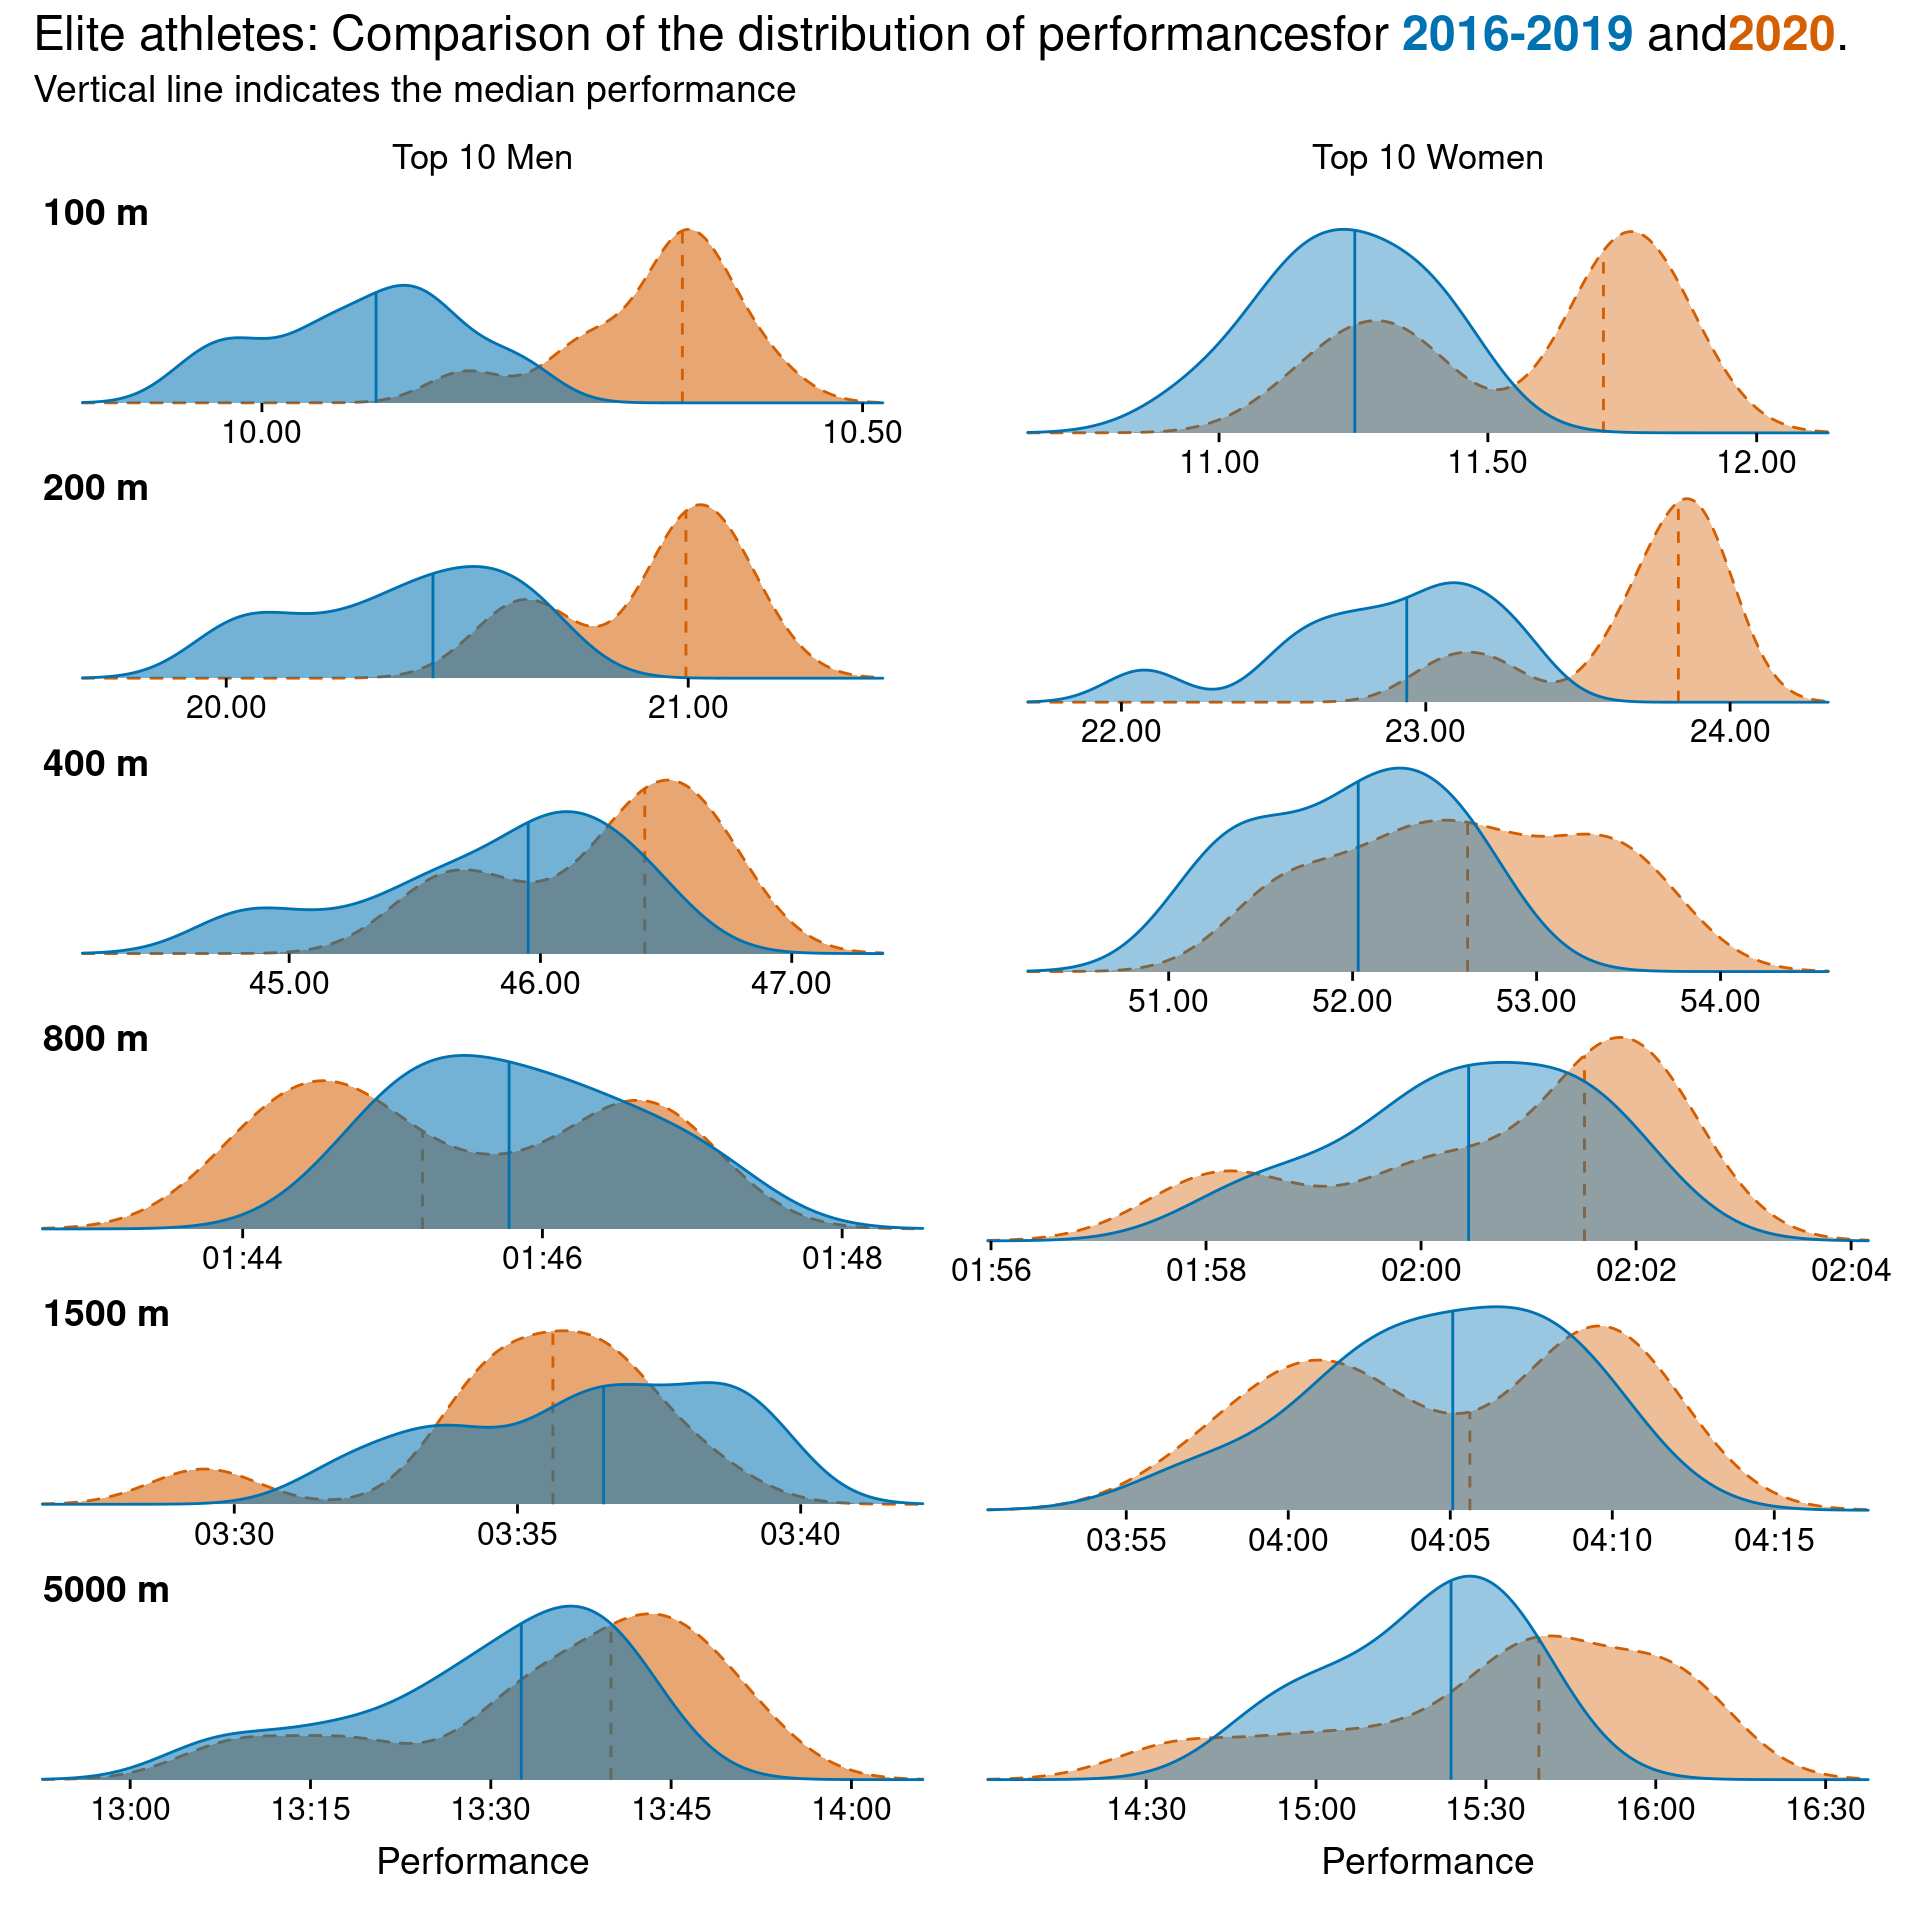 Elite athletes: Comparison of the distribution of performancesfor 2016-2019 and2020.
Vertical line indicates the median performance
Top 10 Men
Top 10 Women
100 m
10.00 10.50
11.00 11.50 12.00
200 m
20.00 21.00
22.00 23.00 24.00
400 m
45.00 46.00 47.00
51.00 52.00 53.00 54.00
800 m
01:44 01:46 01:48
01:56 01:58 02:00 02:02 02:04
1500 m
03:30 03:35 03:40
03:55 04:00 04:05 04:10 04:15
5000 m
13:00 13:15 13:30 13:45 14:00
14:30 15:00 15:30 16:00 16:30
Performance
Performance